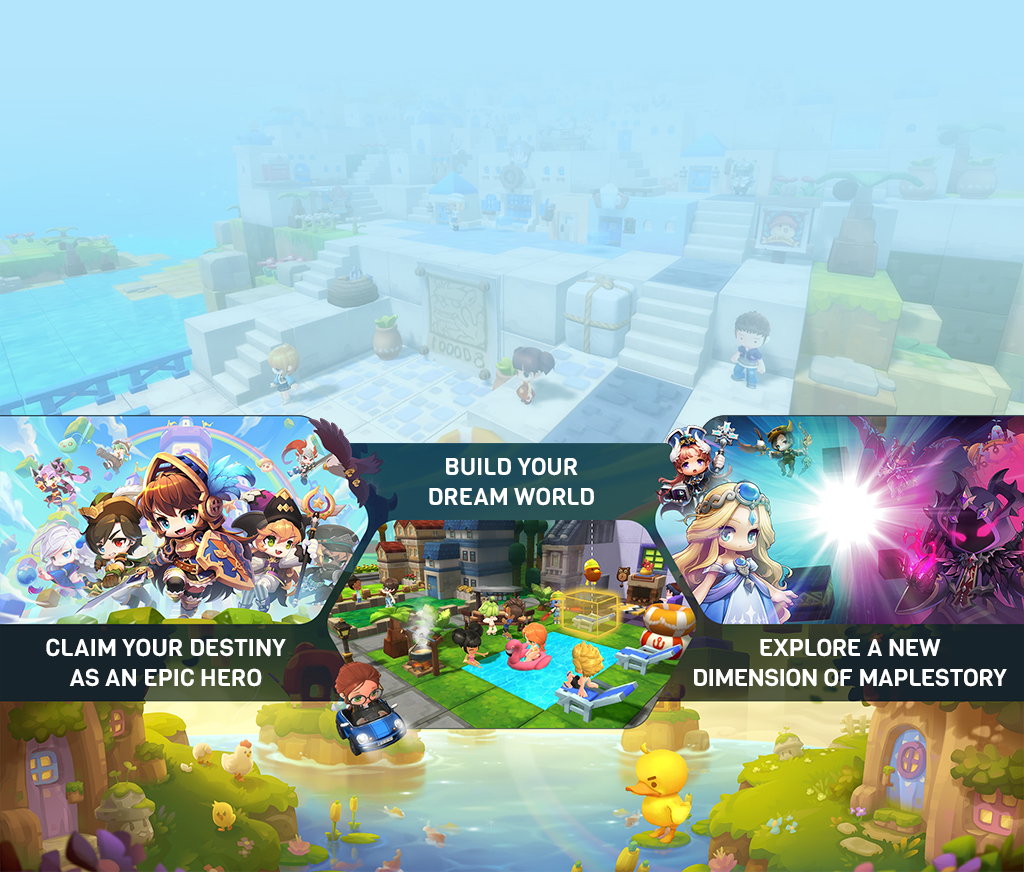 BUILD YOUR
DREAM WORLD
CLAIM YOUR DESTINY
AS AN EPIC HERO
EXPLORE A NEW
DIMENSION OF MAPLESTORY